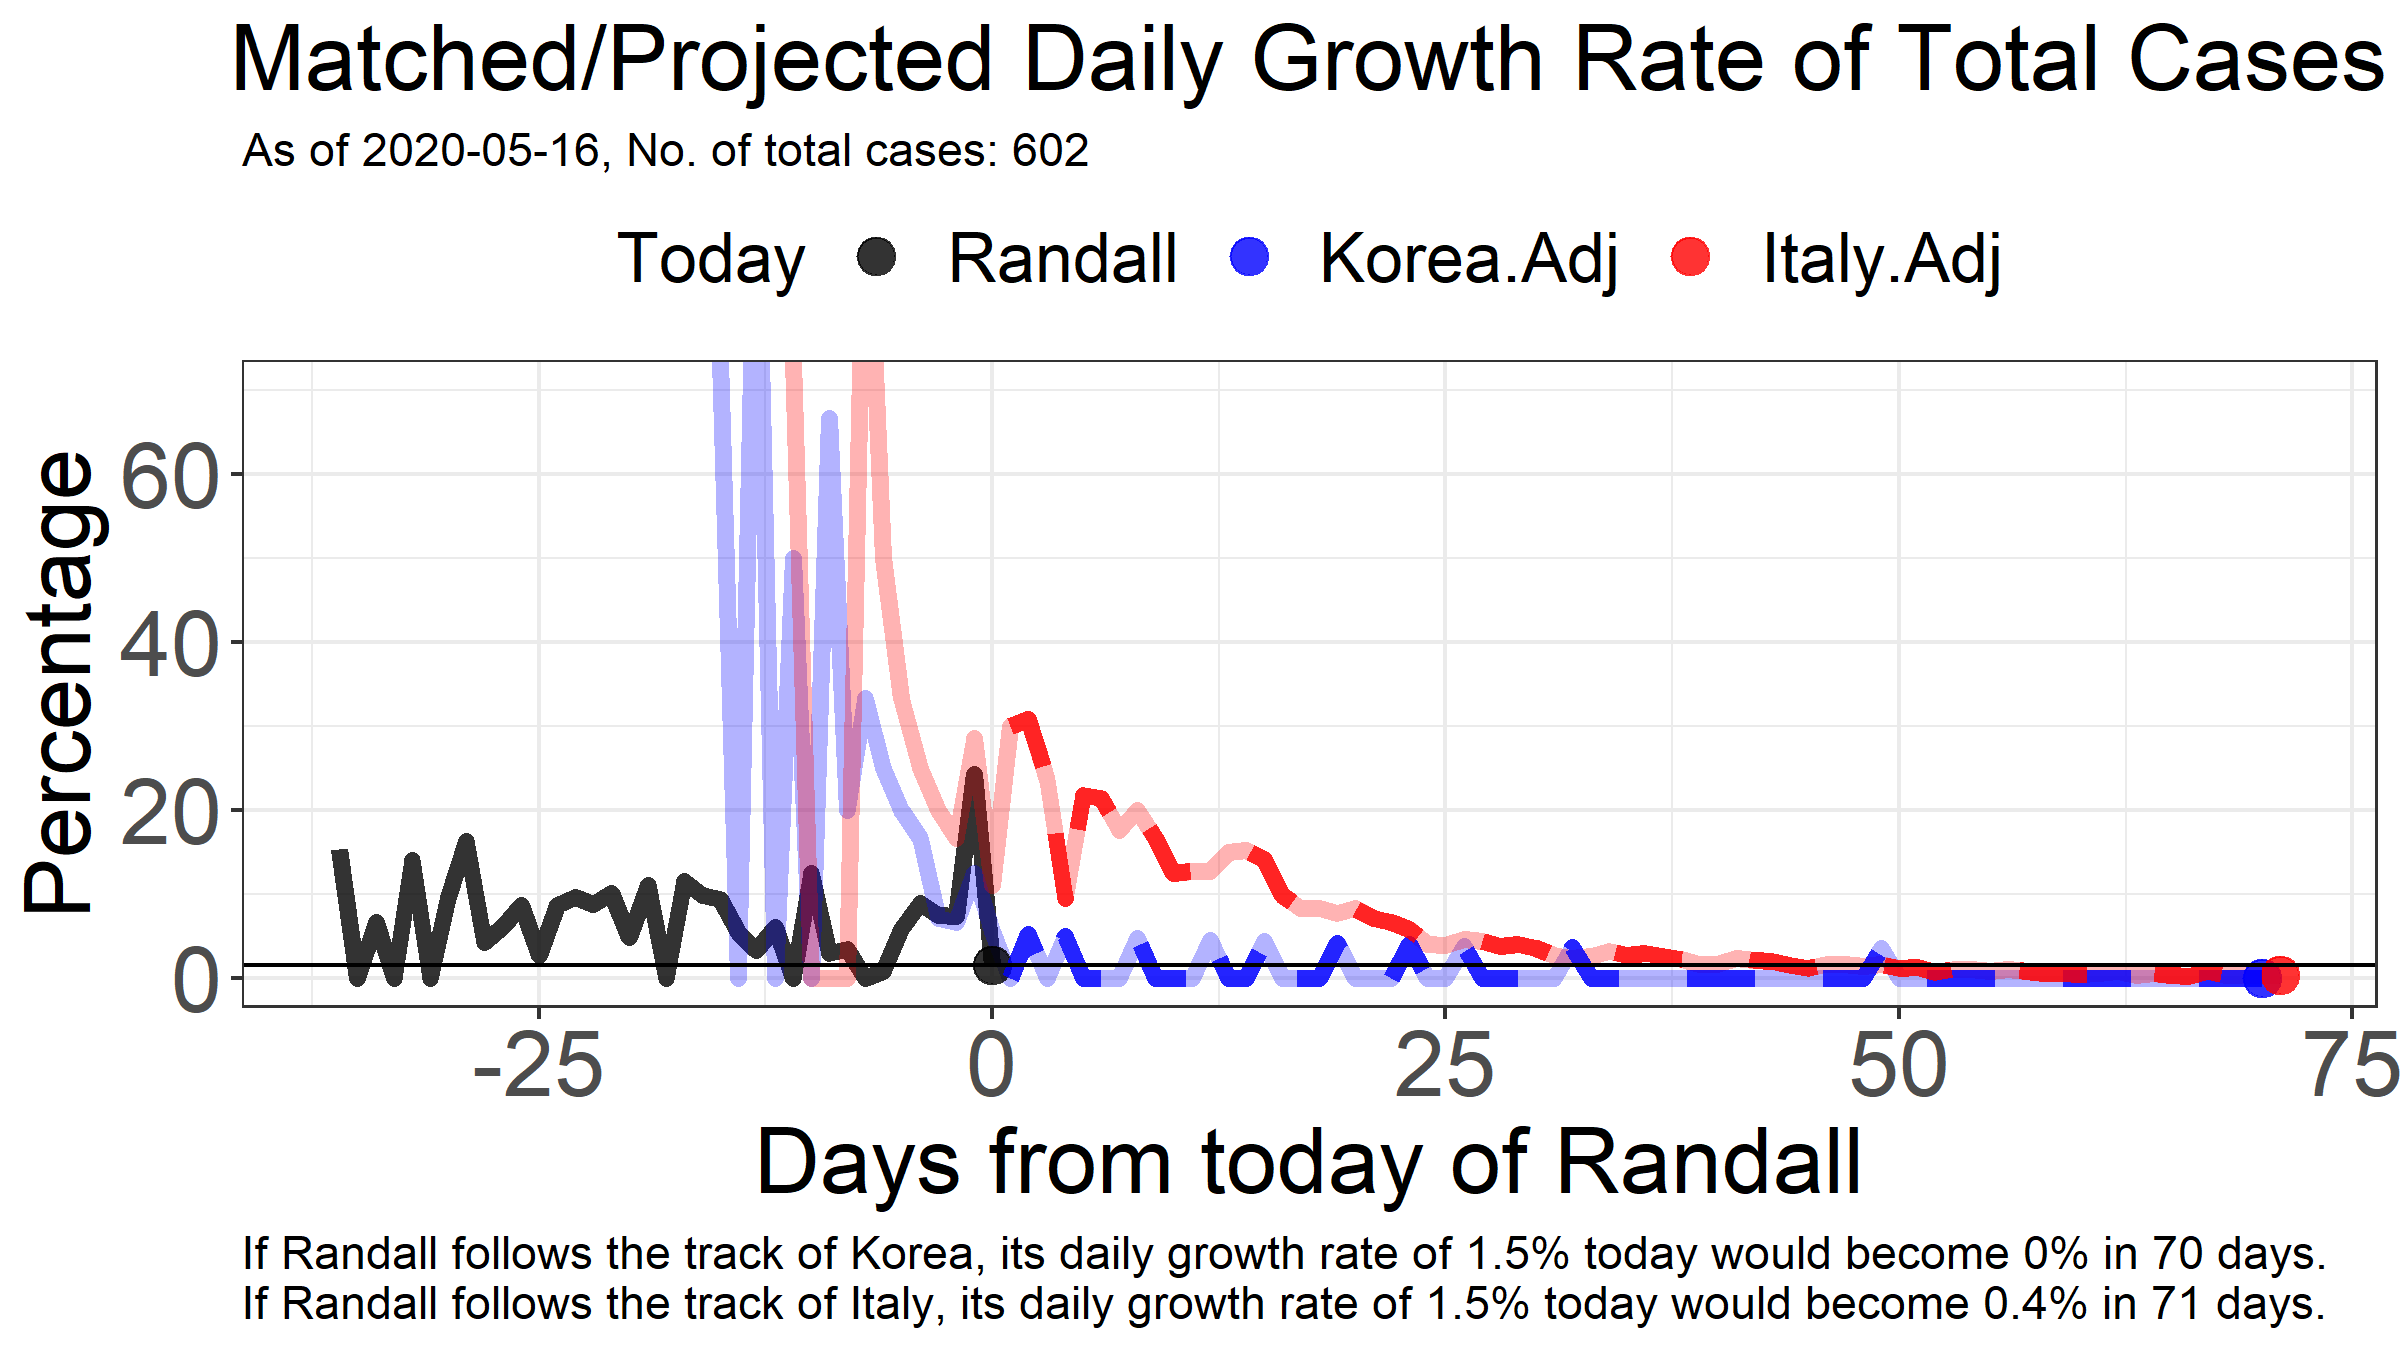 Matched/Projected Daily Growth Rate of Total Cases
As of 2020-05-16, No. of total cases: 602
Today Randall Korea.Adj Italy.Adj
Percentage
60
40
20
0
-25 0 25 50 75
Days from today of Randall
If Randall follows the track of Korea, its daily growth rate of 1.5% today would become 0% in 70 days.
If Randall follows the track of Italy, its daily growth rate of 1.5% today would become 0.4% in 71 days.